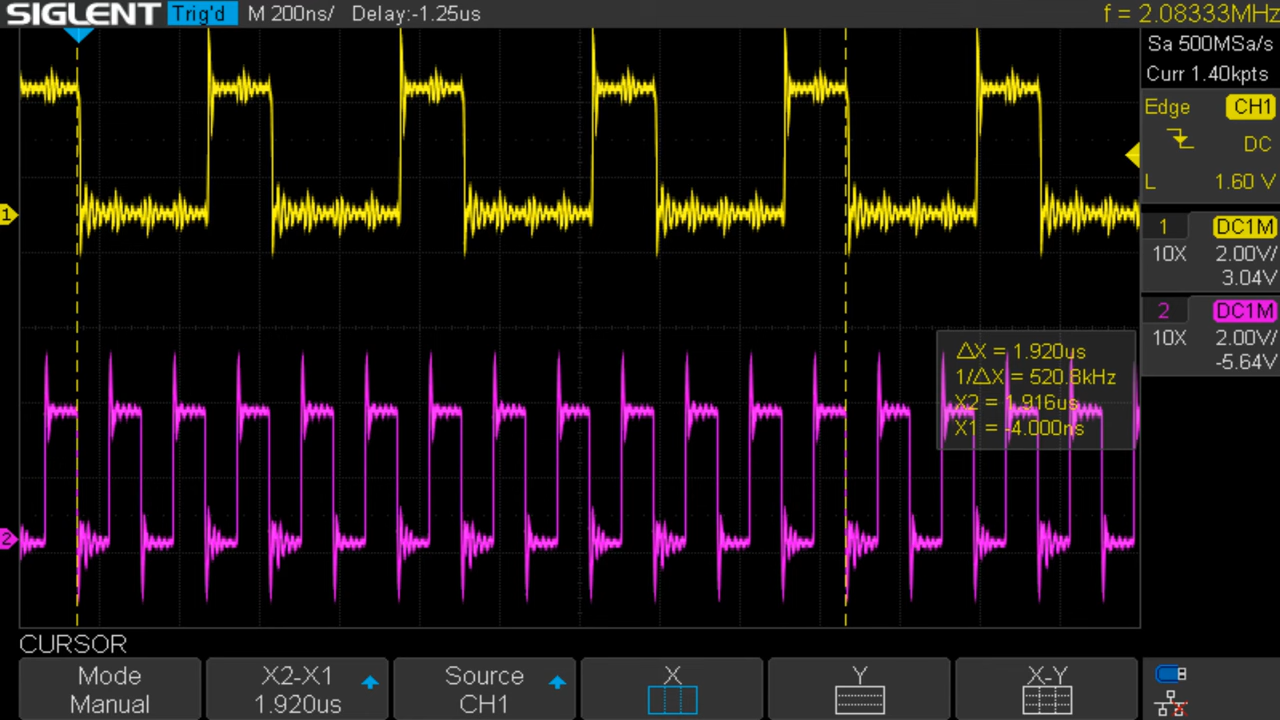 SIGLENT Trig'd M 200ns/ Delay:-1.25us f = 2.08333MHz
Sa 500MSa/s
Curr 1.40kpts
Edge CH1
DC
L 1.60 V
1 DC1M
10X 2.00V/
3.04V
2 DC1M
10X 2.00V/
-5.64V
1
2
ΔX = 1.920us
1/ΔX = 520.8kHz
X2 = 1.916us
X1 = -4.000ns
CURSOR
Mode X2-X1 Source X Y X-Y
Manual 1.920us CH1